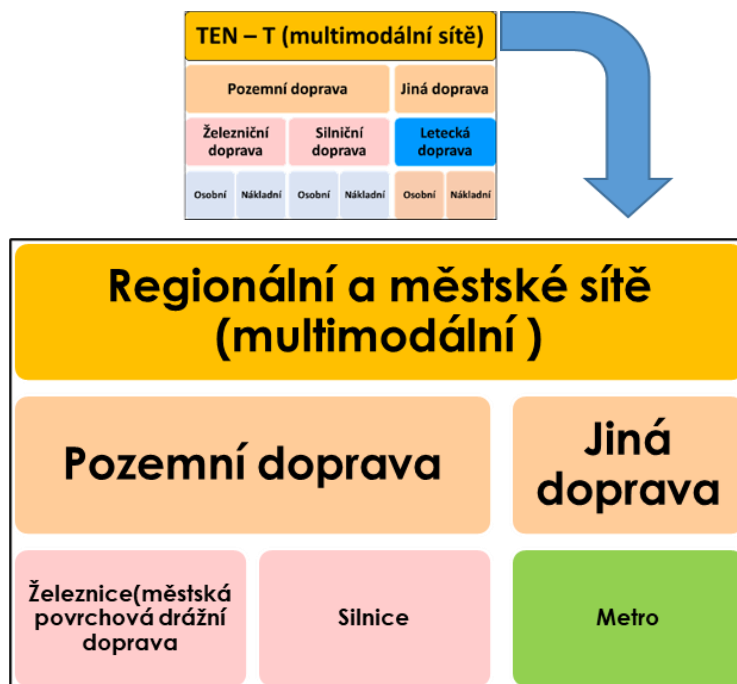 TEN – T (multimodální sítě)
Pozemní doprava
Jiná doprava
Železniční
doprava
Silniční
doprava
Letecká
doprava
Osobní
Nákladní
Osobní
Nákladní
Osobní
Nákladní
Regionální a městské sítě
(multimodální )
Pozemní doprava
Jiná
doprava
Železnice(městská
povrchová drážní
doprava
Silnice
Metro